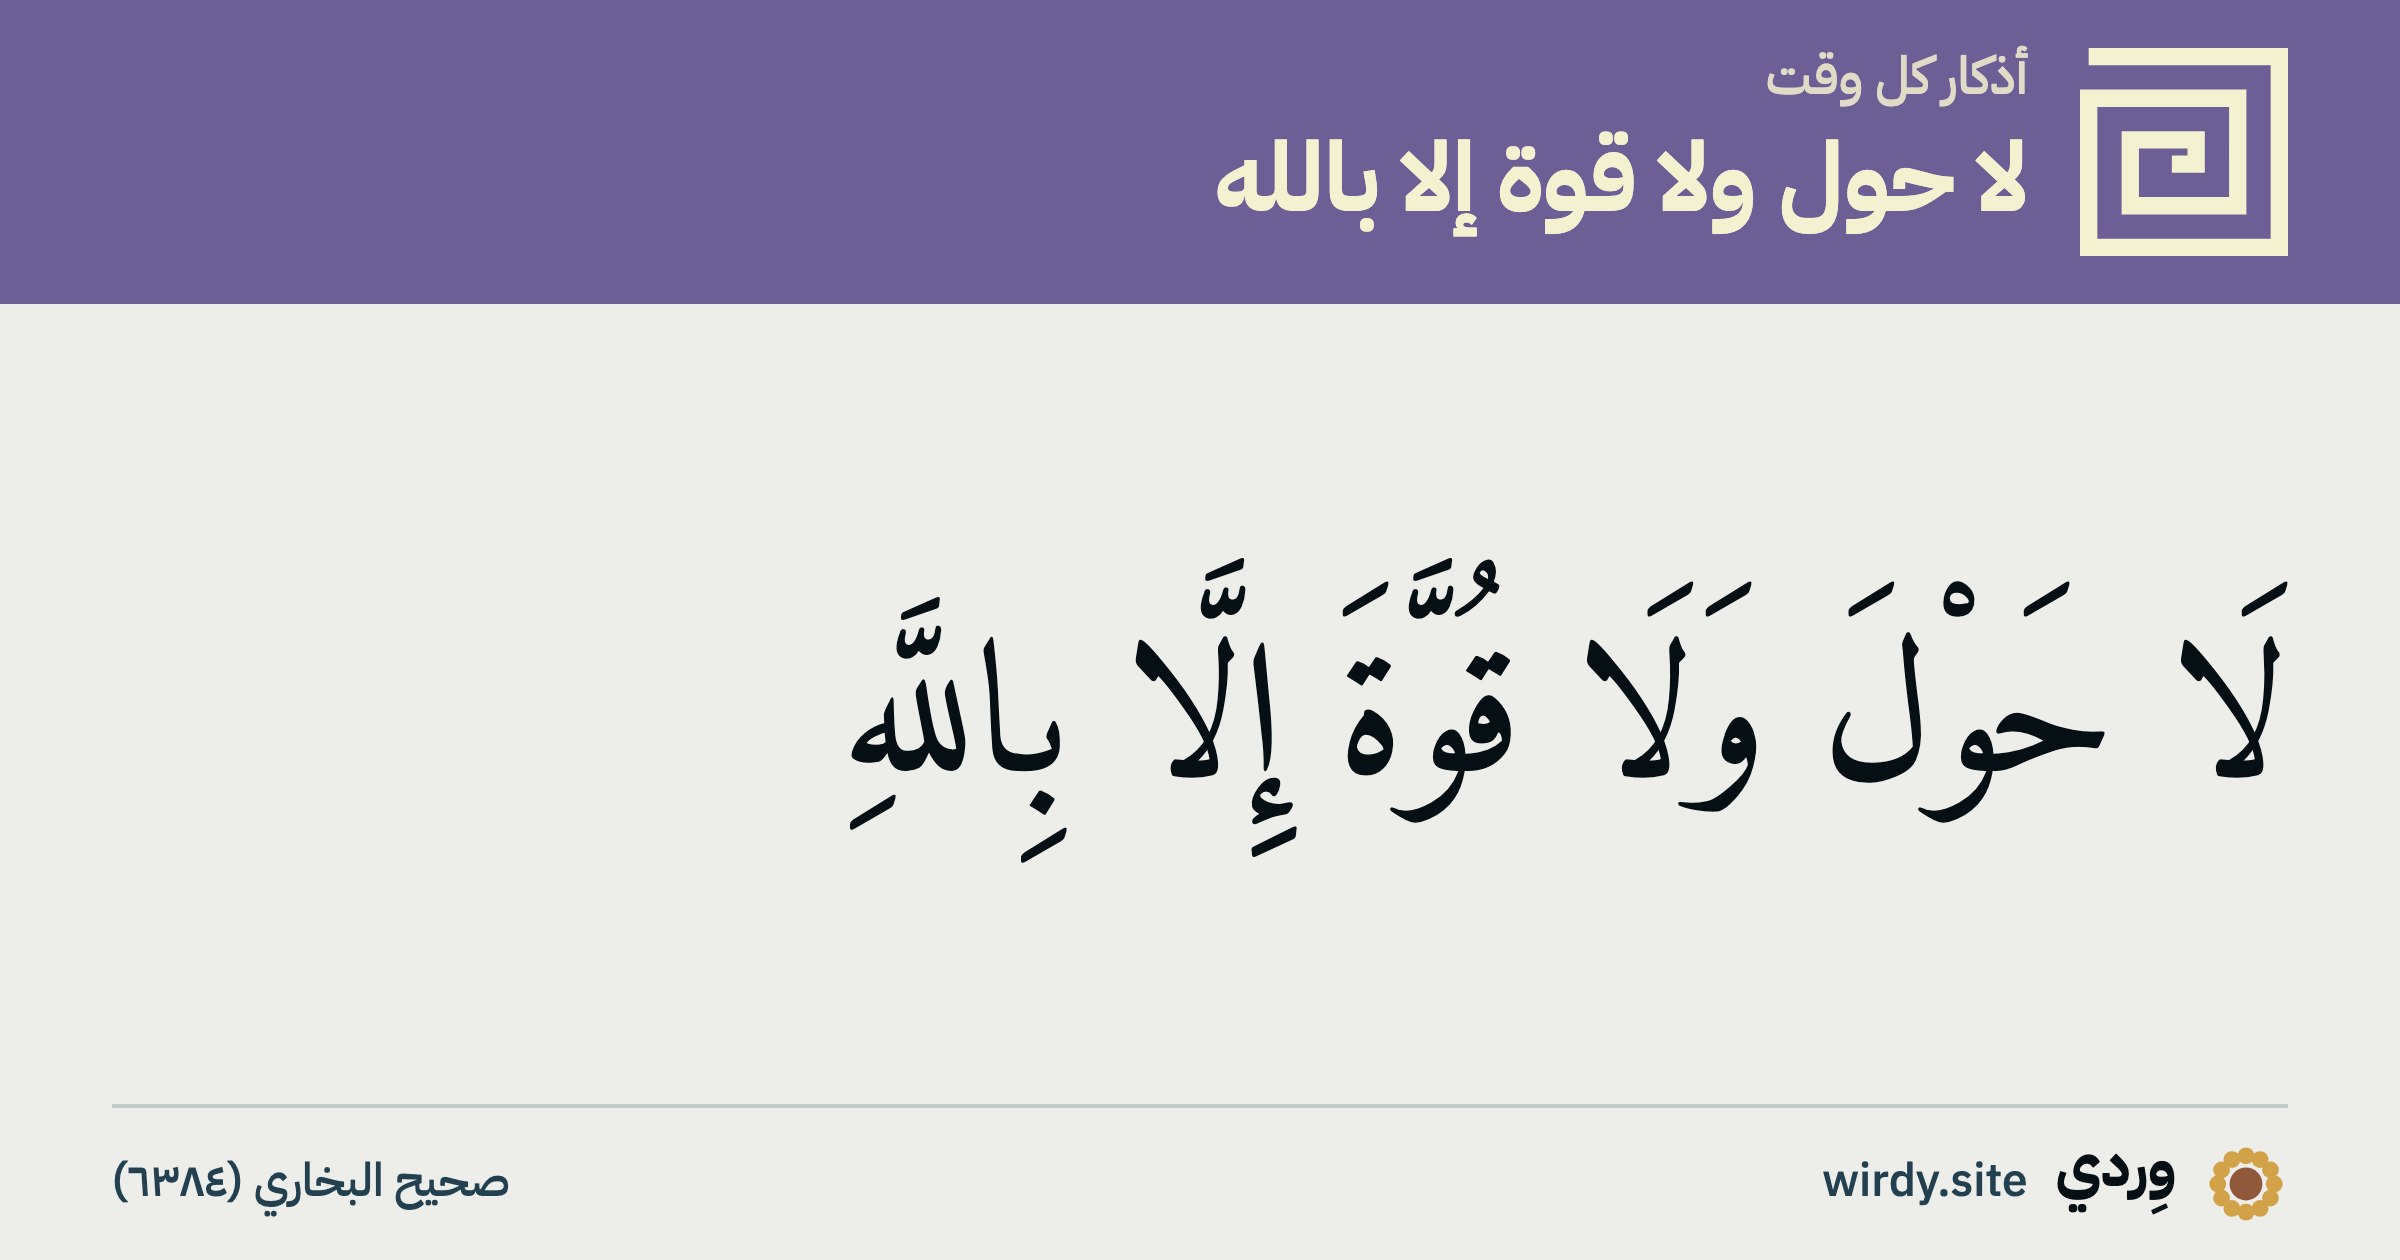 أذكار كل وقت
لا حول ولا قوة إلا بالله
لَا حَوْلَ وَلَا قُوَّةَ إِلَّا بِاللَّهِ
وِردي wirdy.site
صحيح البخاري (٦٣٨٤)